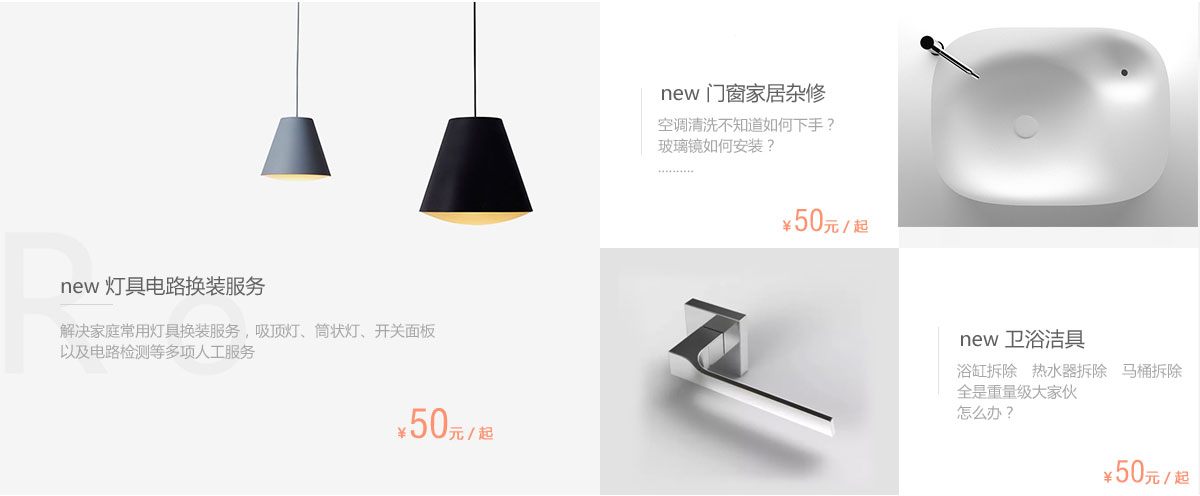 Ro
new 灯具电路换装服务
解决家庭常用灯具换装服务，吸顶灯、筒状灯、开关面板
以及电路检测等多项人工服务
¥50元 / 起
new 门窗家居杂修
空调清洗不知道如何下手？
玻璃镜如何安装？
..........
¥50元 / 起
new 卫浴洁具
浴缸拆除 热水器拆除 马桶拆除
全是重量级大家伙
怎么办？
¥50元 / 起